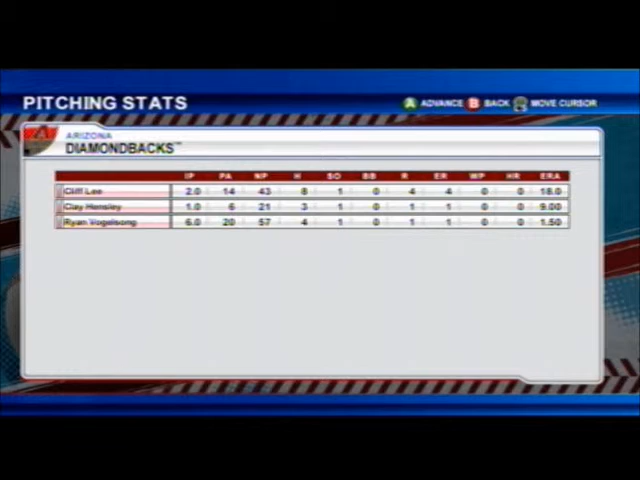 PITCHING STATS
A ADVANCE B BACK MOVE CURSOR
ARIZONA
DIAMONDBACKS™
IP PA NP H SO BB R ER WP HR ERA
Cliff Lee 2.0 14 43 8 1 0 4 4 0 0 18.0
Clay Hensley 1.0 6 21 3 1 0 1 1 0 0 9.00
Ryan Vogelsong 6.0 20 57 4 1 0 1 1 0 0 1.50